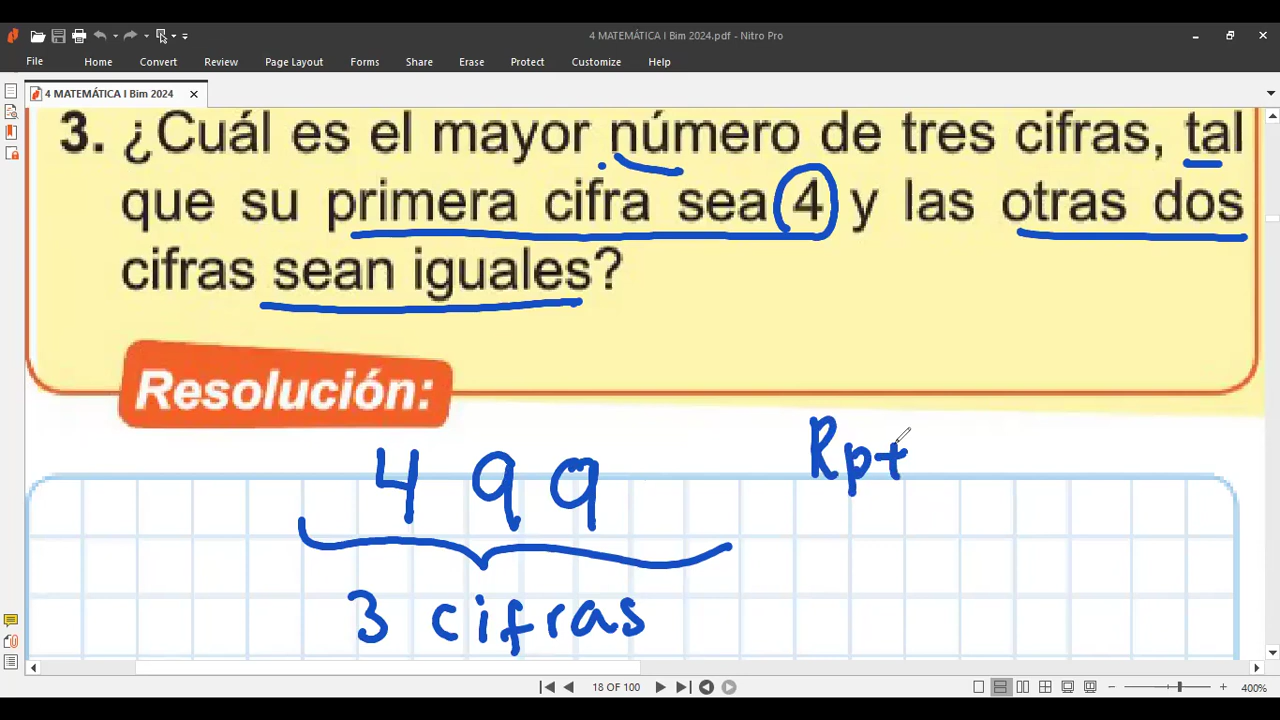 4 MATEMÁTICA I Bim 2024.pdf - Nitro Pro
File Home Convert Review Page Layout Forms Share Erase Protect Customize Help
4 MATEMÁTICA I Bim 2024
3. ¿Cuál es el mayor número de tres cifras, tal
que su primera cifra sea 4 y las otras dos
cifras sean iguales?
Resolución:
4 9 9
Rpt
3 cifras
18 OF 100
400%